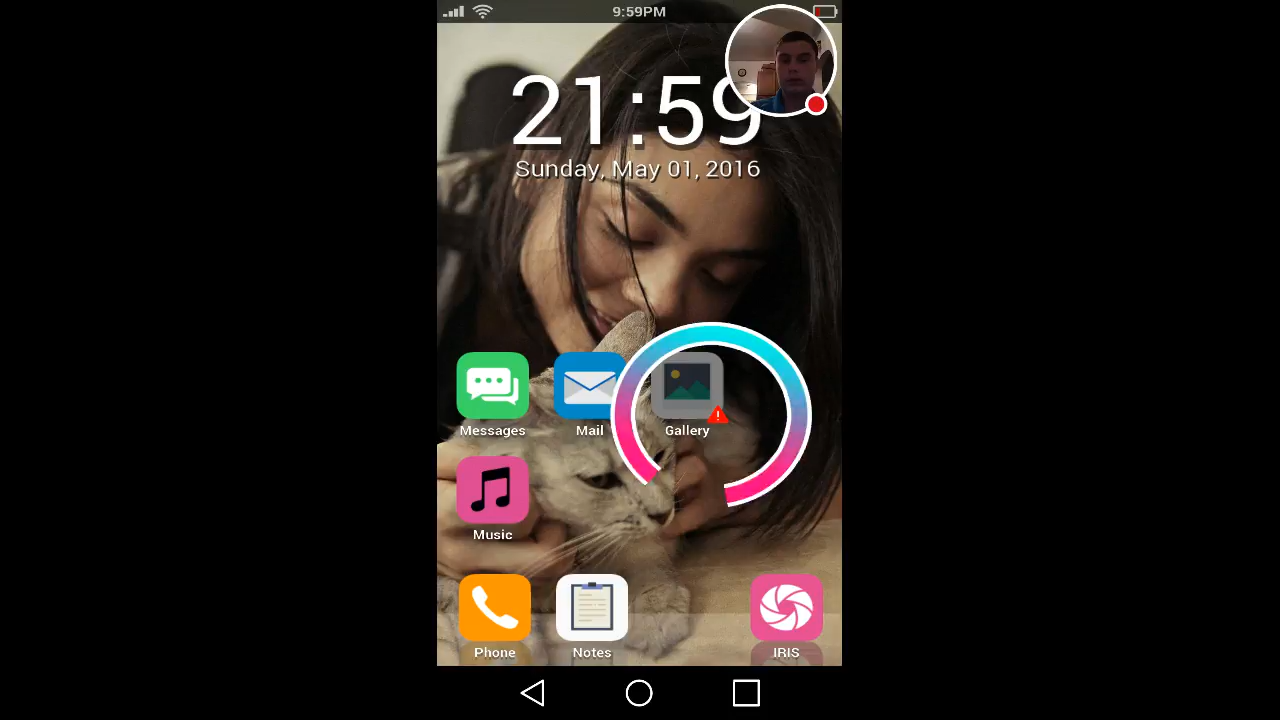 9:59PM
21:59
Sunday, May 01, 2016
Messages
Mail
Gallery
Music
Phone
Notes
IRIS